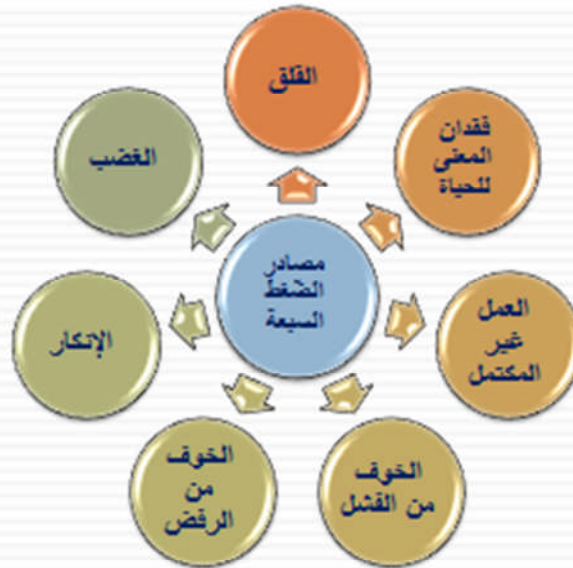 القلق
فقدان
المعنى
للحياة
العمل
غير
المكتمل
الخوف
من الفشل
الخوف
من
الرفض
الإنكار
الغضب
مصادر
الضغط
السبعة